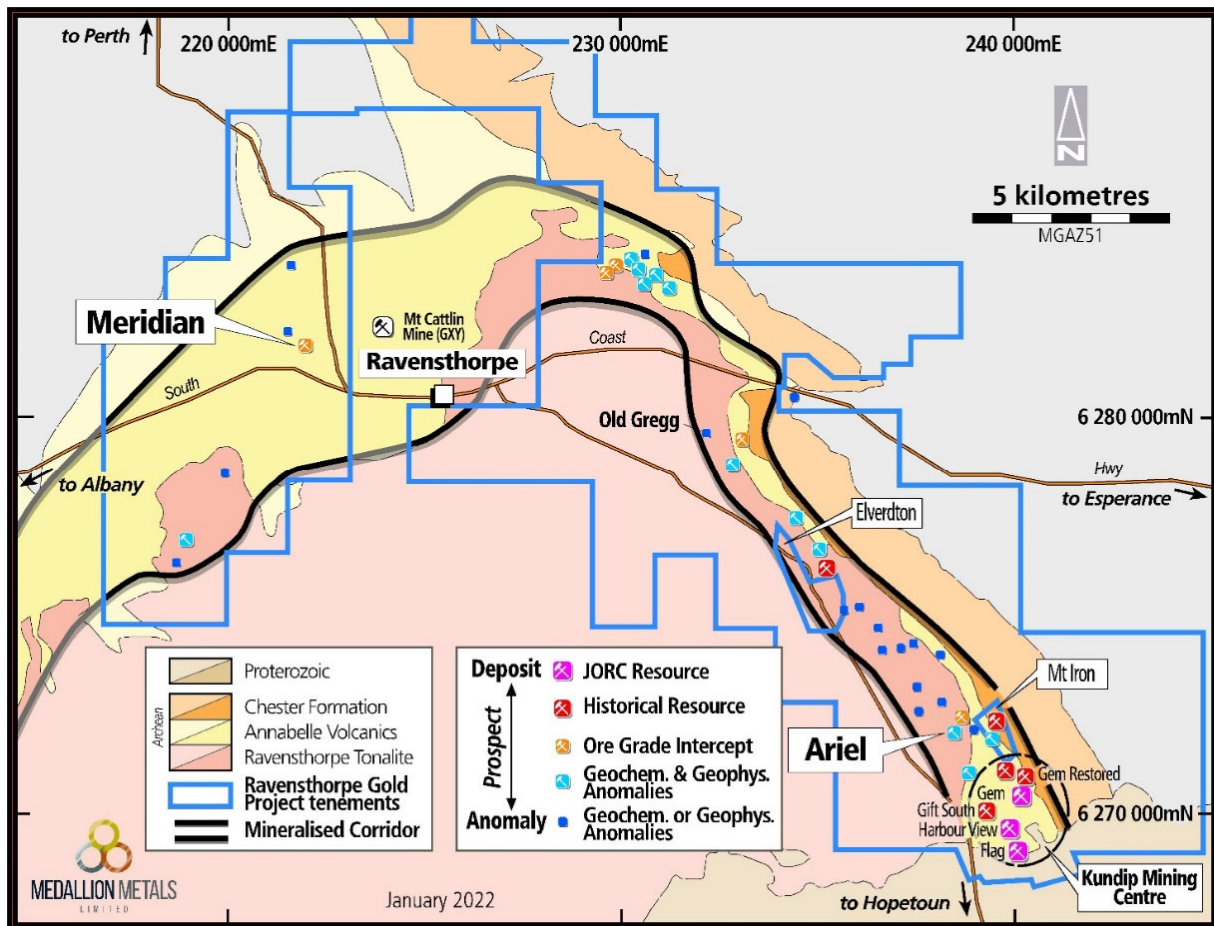 to Perth
220 000mE
230 000mE
240 000mE
N
5 kilometres
MGAZ51
Meridian
Mt Cattlin
Mine (GXY)
Ravensthorpe
Coast
South
Old Gregg
6 280 000mN
Hwy
to Albany
to Esperance
Elverdton
Mt Iron
Ariel
Gem Restored
Gem
Gift South
Harbour View
Flag
6 270 000mN
Kundip Mining
Centre
to Hopetoun
Proterozoic
Archean
Chester Formation
Annabelle Volcanics
Ravensthorpe Tonalite
Ravensthorpe Gold
Project tenements
Mineralised Corridor
Deposit
Prospect
Anomaly
JORC Resource
Historical Resource
Ore Grade Intercept
Geochem. & Geophys.
Anomalies
Geochem. or Geophys.
Anomalies
MEDALLION METALS
LIMITED
January 2022